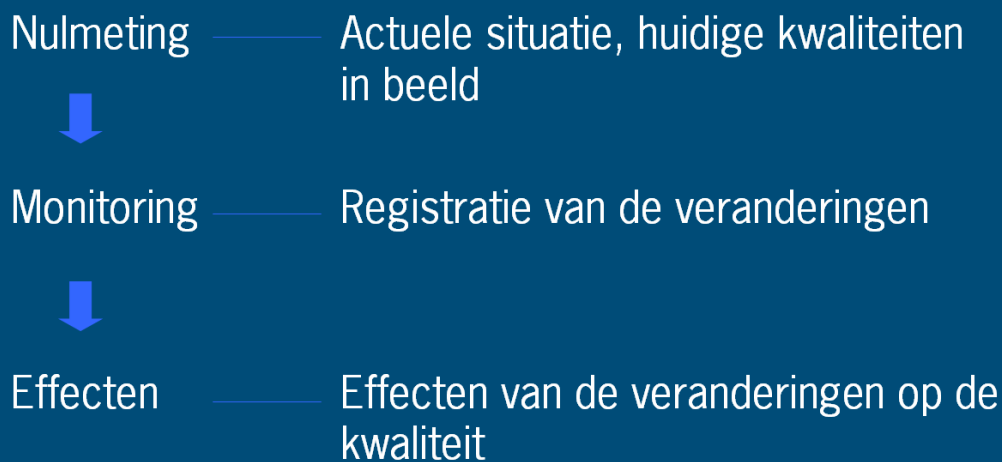 Nulmeting Actuele situatie, huidige kwaliteiten
in beeld
Monitoring Registratie van de veranderingen
Effecten Effecten van de veranderingen op de
kwaliteit